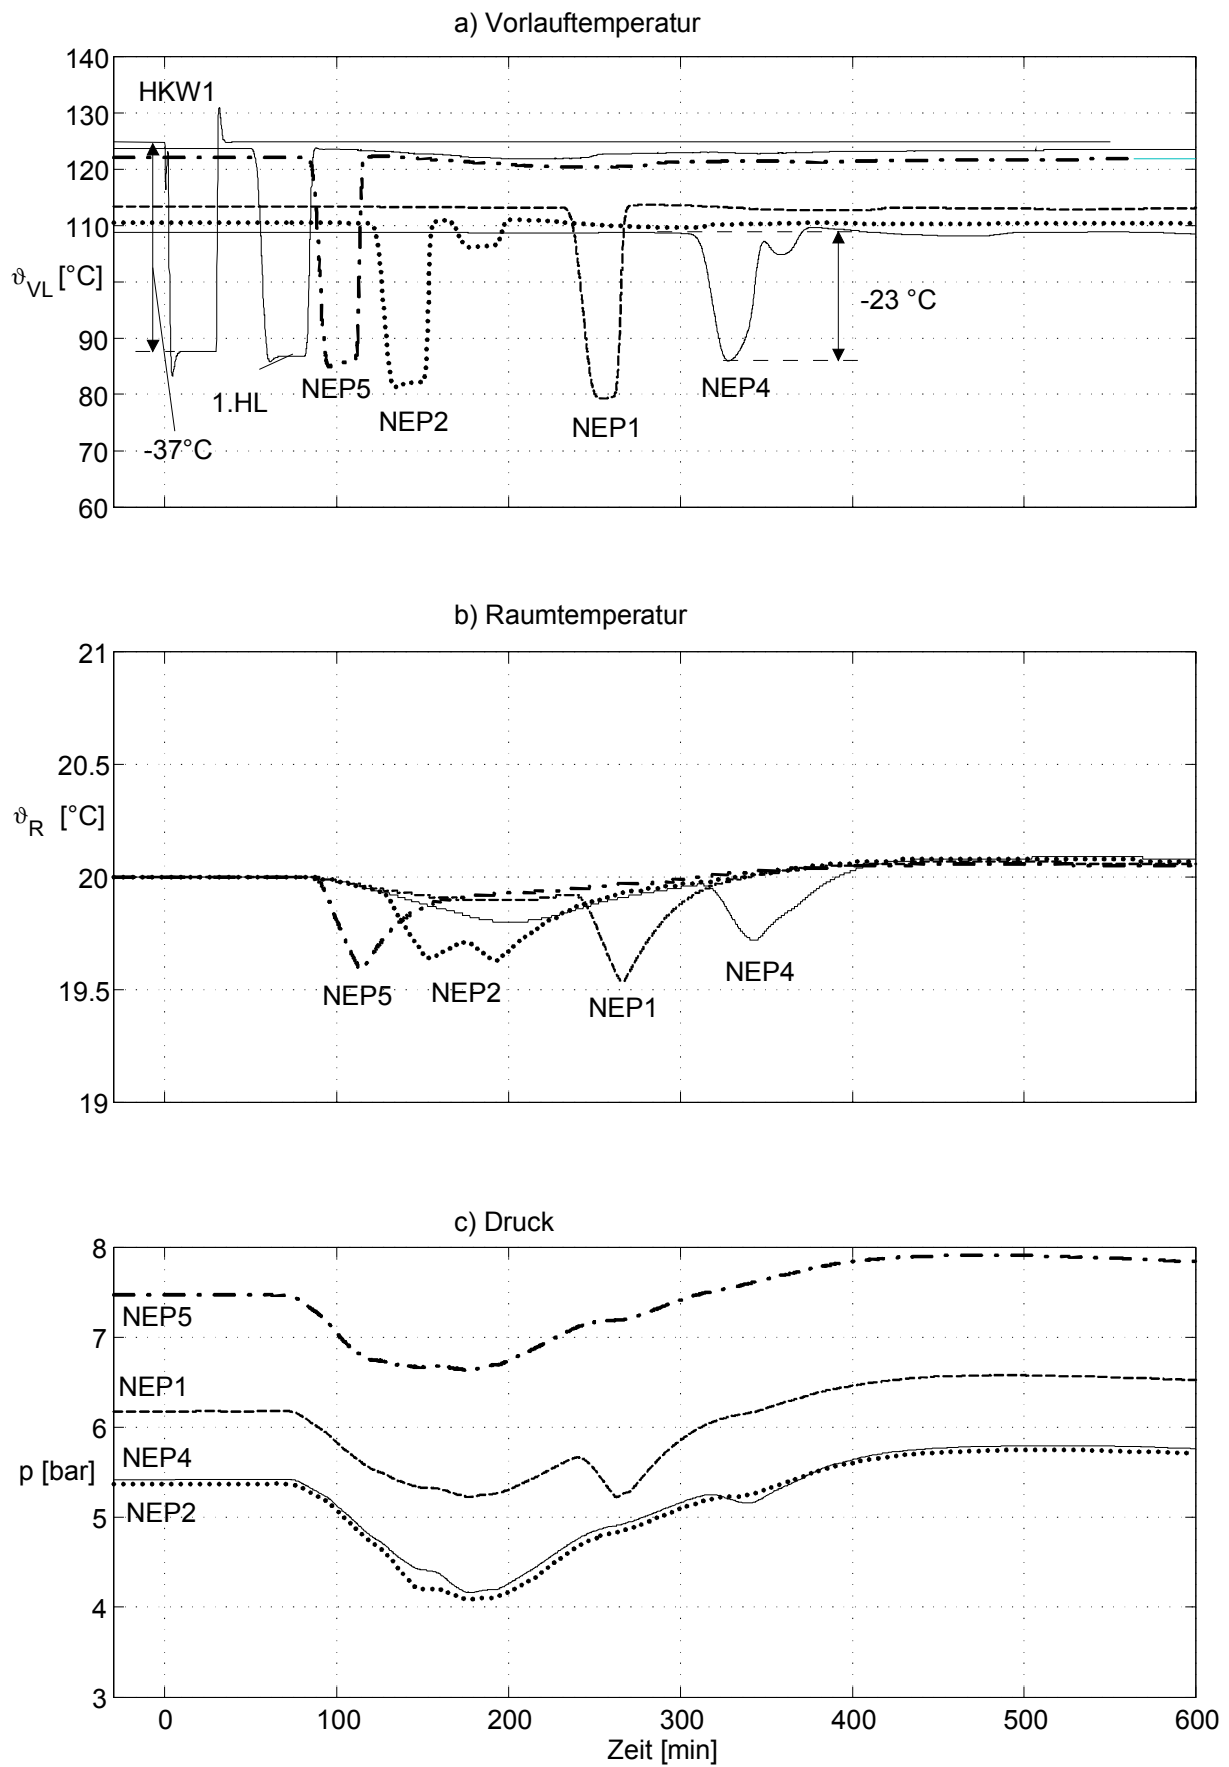 a) Vorlauftemperatur
140
HKW1
130
120
110
ϑVL [°C]
-23 °C
90
NEP5
NEP4
1.HL
80
NEP2
NEP1
-37°C
70
60
b) Raumtemperatur
21
20.5
ϑR [°C]
20
NEP4
19.5
NEP5
NEP2
NEP1
19
c) Druck
8
NEP5
7
NEP1
6
NEP4
p [bar]
NEP2
5
4
3
0 100 200 300 400 500 600
Zeit [min]